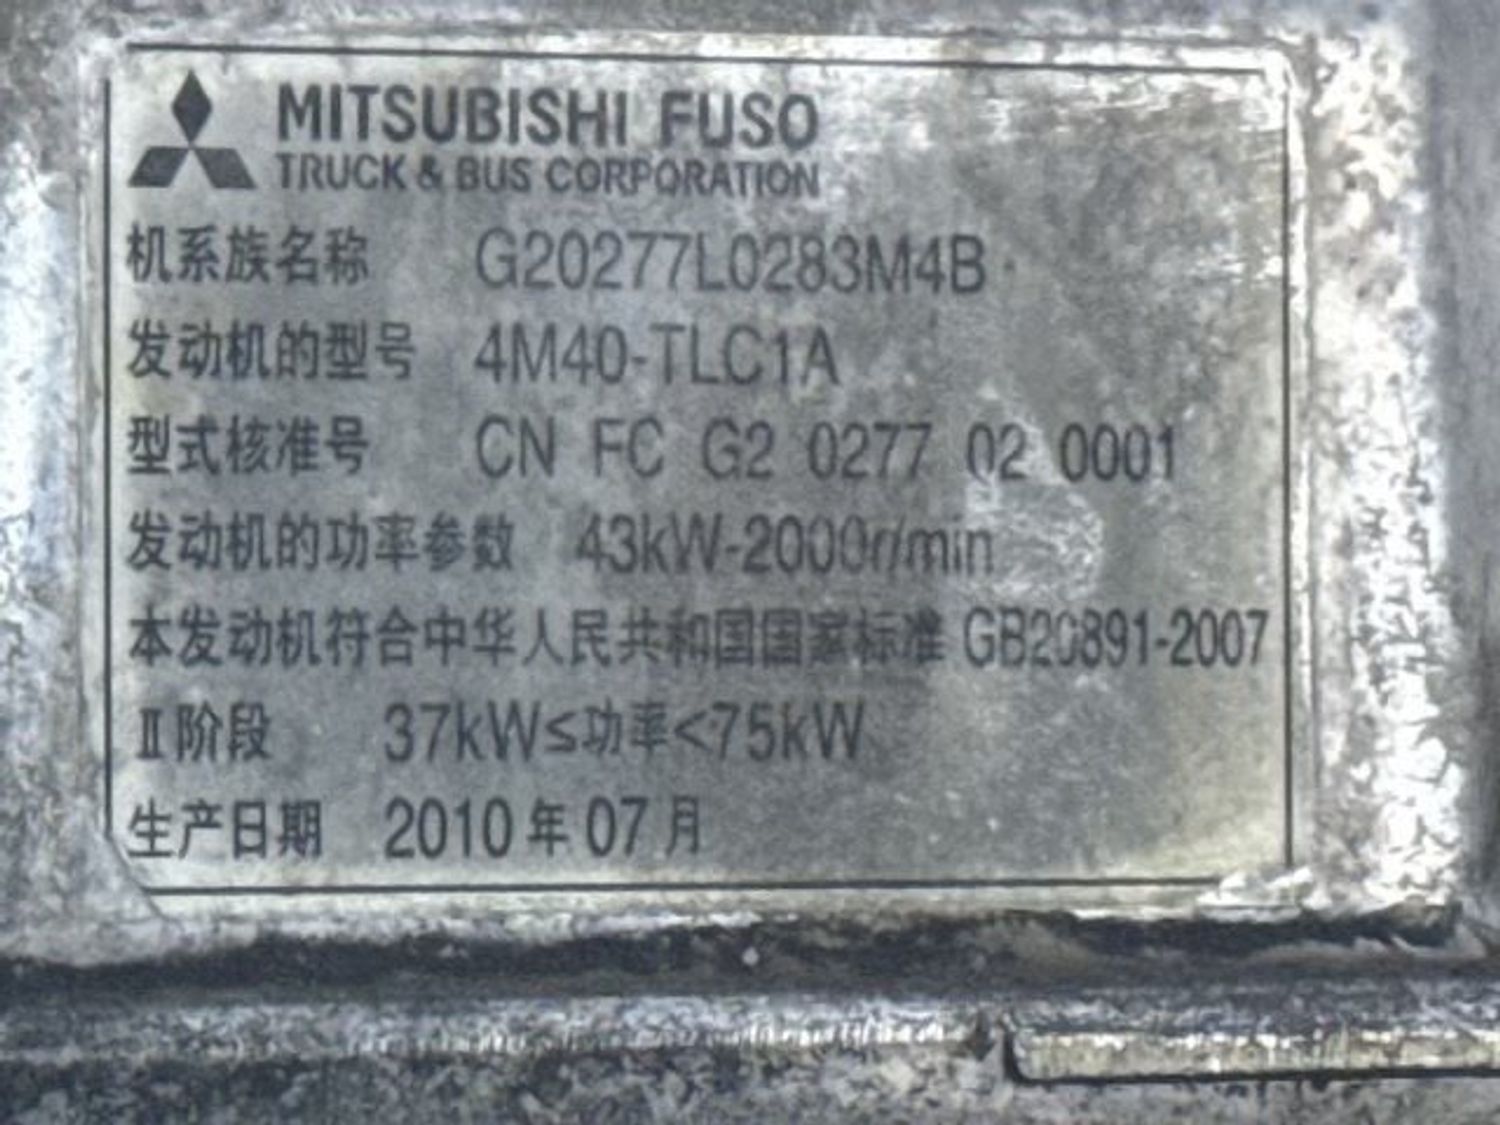 MITSUBISHI FUSO
TRUCK & BUS CORPORATION
机系族名称 G20277L0283M4B
发动机的型号 4M40-TLC1A
型式核准号 CN FC G2 0277 02 0001
发动机的功率参数 43kW-2000r/min
本发动机符合中华人民共和国国家标准 GB20891-2007
Ⅱ阶段 37kW≤功率<75kW
生产日期 2010年07月